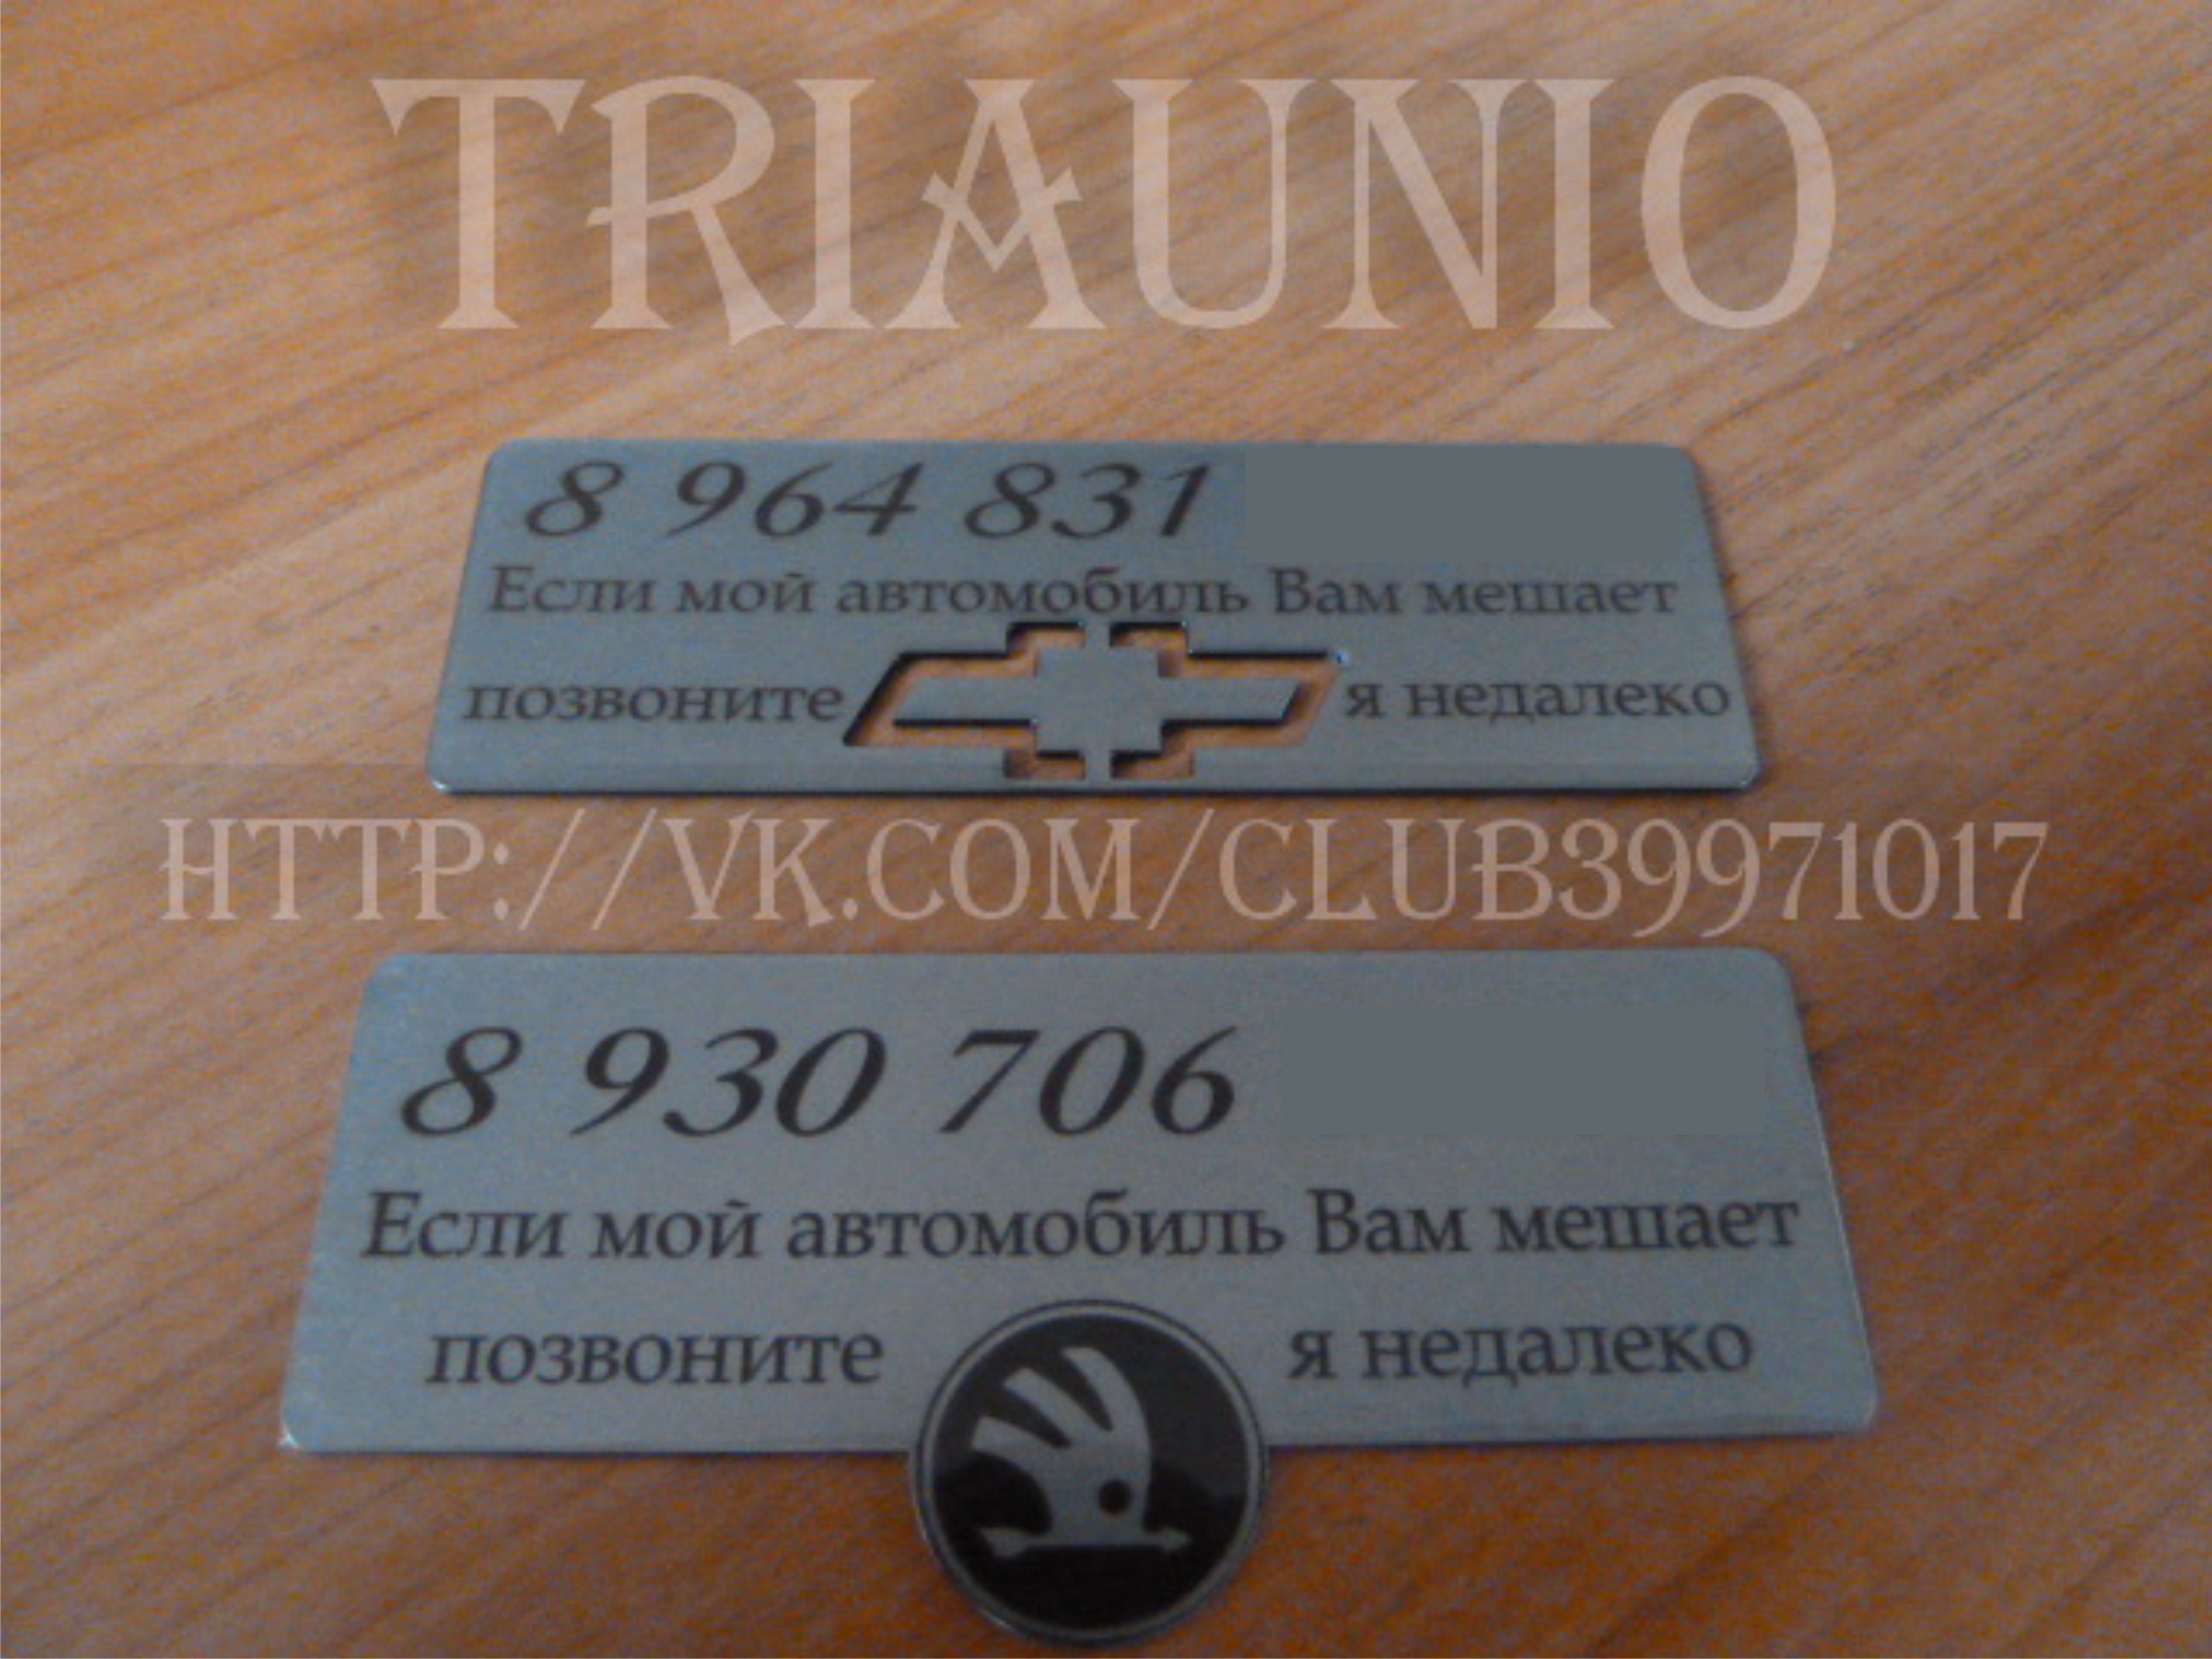 TRIAUNIO
8 964 831
Если мой автомобиль Вам мешает
позвоните я недалеко
HTTP://VK.COM/CLUB39971017
8 930 706
Если мой автомобиль Вам мешает
позвоните я недалеко